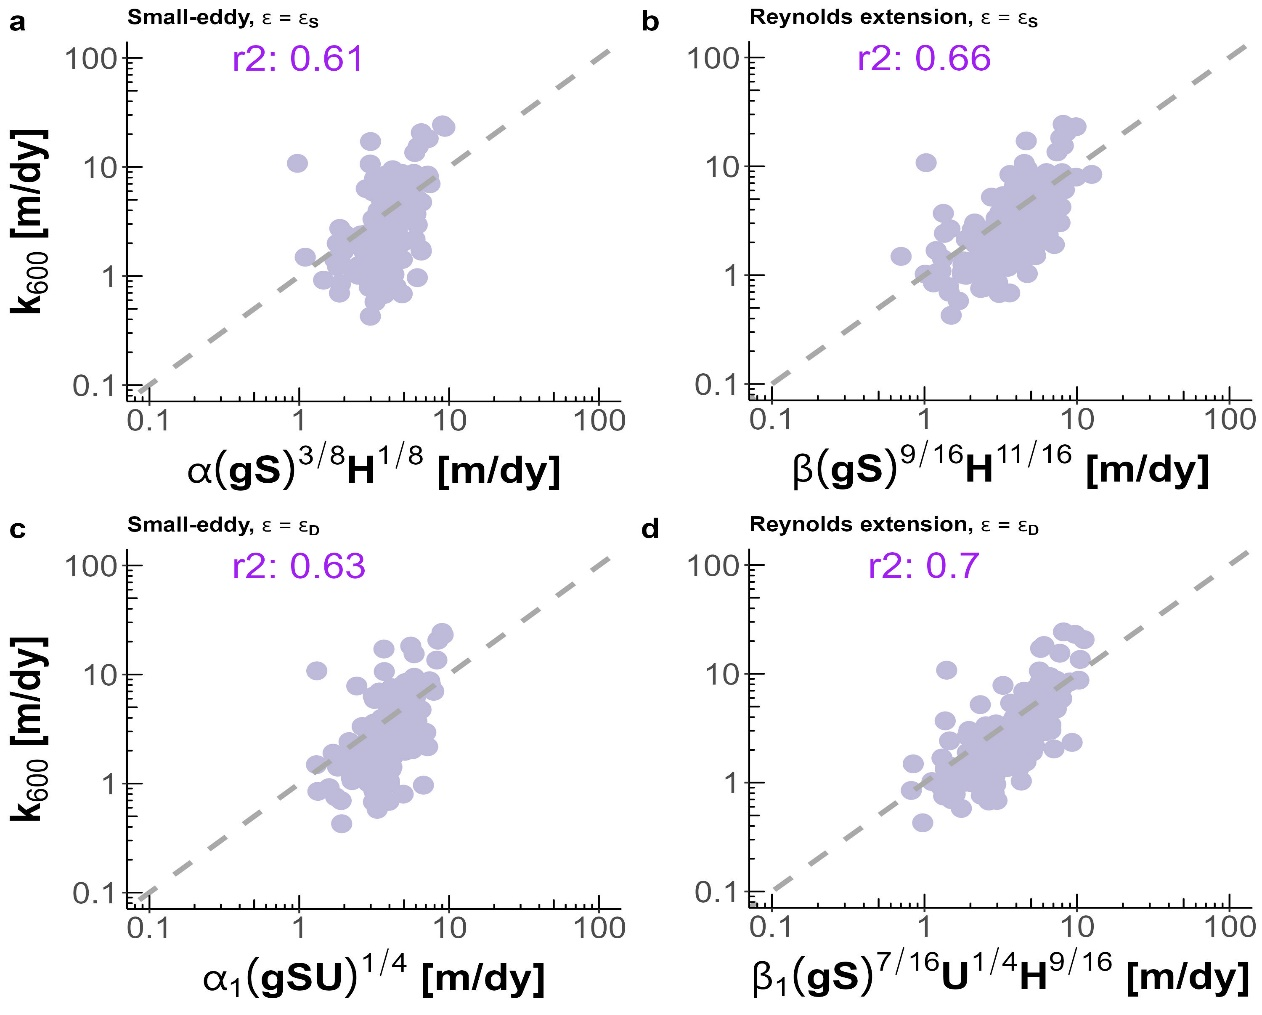 a Small-eddy, ε = εS
r2: 0.61
100
10
1
0.1
k600 [m/dy]
0.1 1 10 100
α(gS)3/8H1/8 [m/dy]
b Reynolds extension, ε = εS
r2: 0.66
100
10
1
0.1
0.1 1 10 100
β(gS)9/16H11/16 [m/dy]
c Small-eddy, ε = εD
r2: 0.63
100
10
1
0.1
k600 [m/dy]
0.1 1 10 100
α1(gSU)1/4 [m/dy]
d Reynolds extension, ε = εD
r2: 0.7
100
10
1
0.1
0.1 1 10 100
β1(gS)7/16U1/4H9/16 [m/dy]